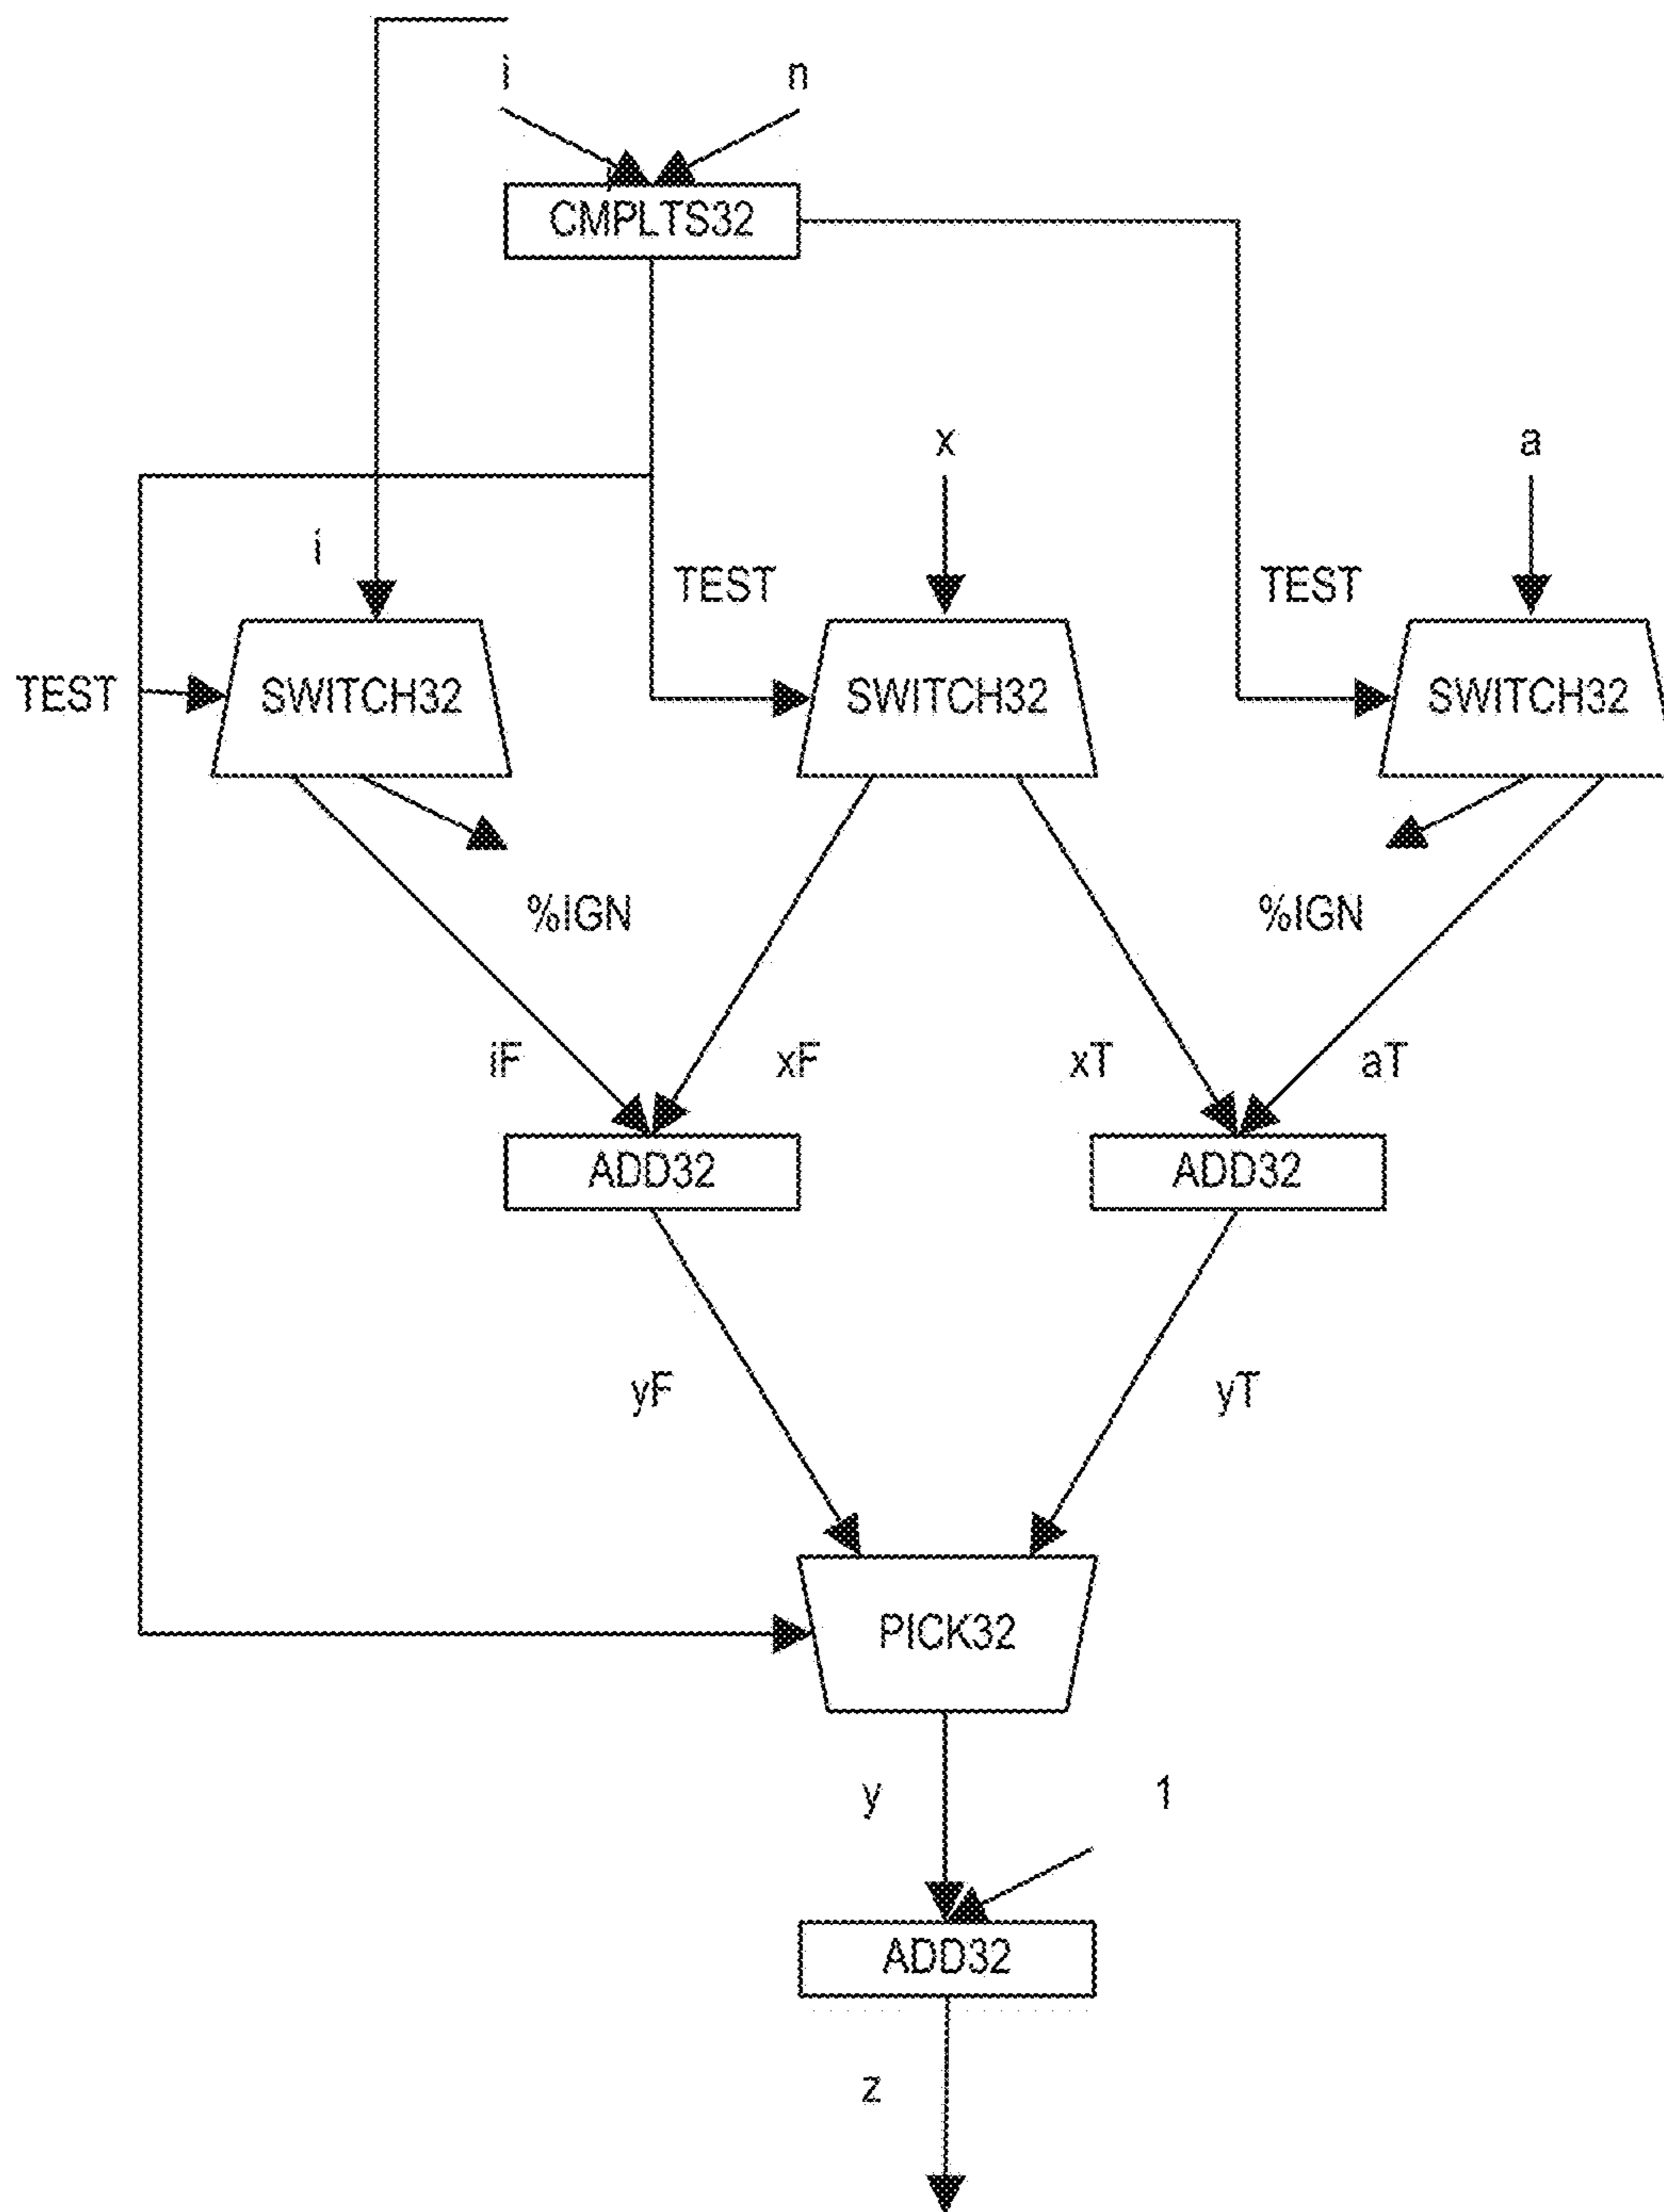 i n
CMPLTS32
x a
i
TEST TEST
TEST SWITCH32 SWITCH32 SWITCH32
%IGN %IGN
iF xF xT aT
ADD32 ADD32
yF yT
PICK32
y 1
ADD32
z